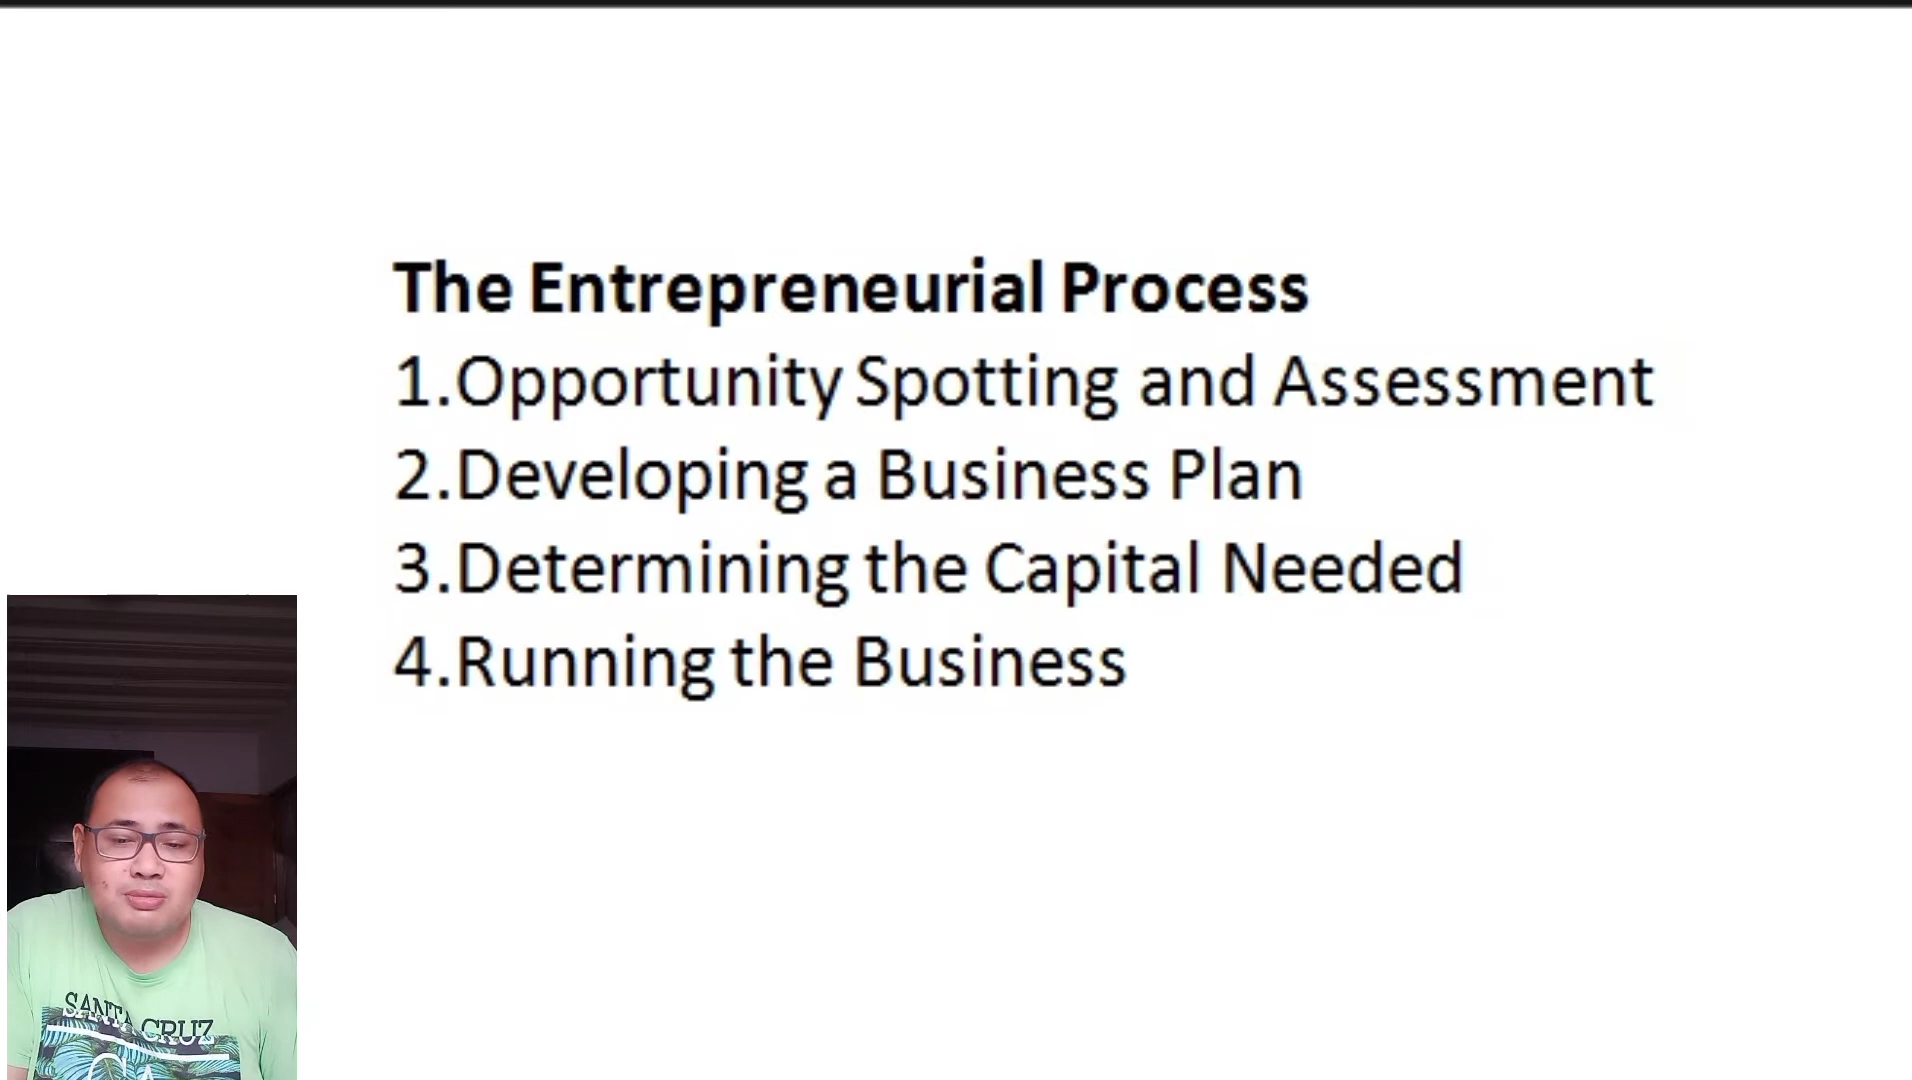 The Entrepreneurial Process
1.Opportunity Spotting and Assessment
2.Developing a Business Plan
3.Determining the Capital Needed
4.Running the Business
SANTA CRUZ
CA